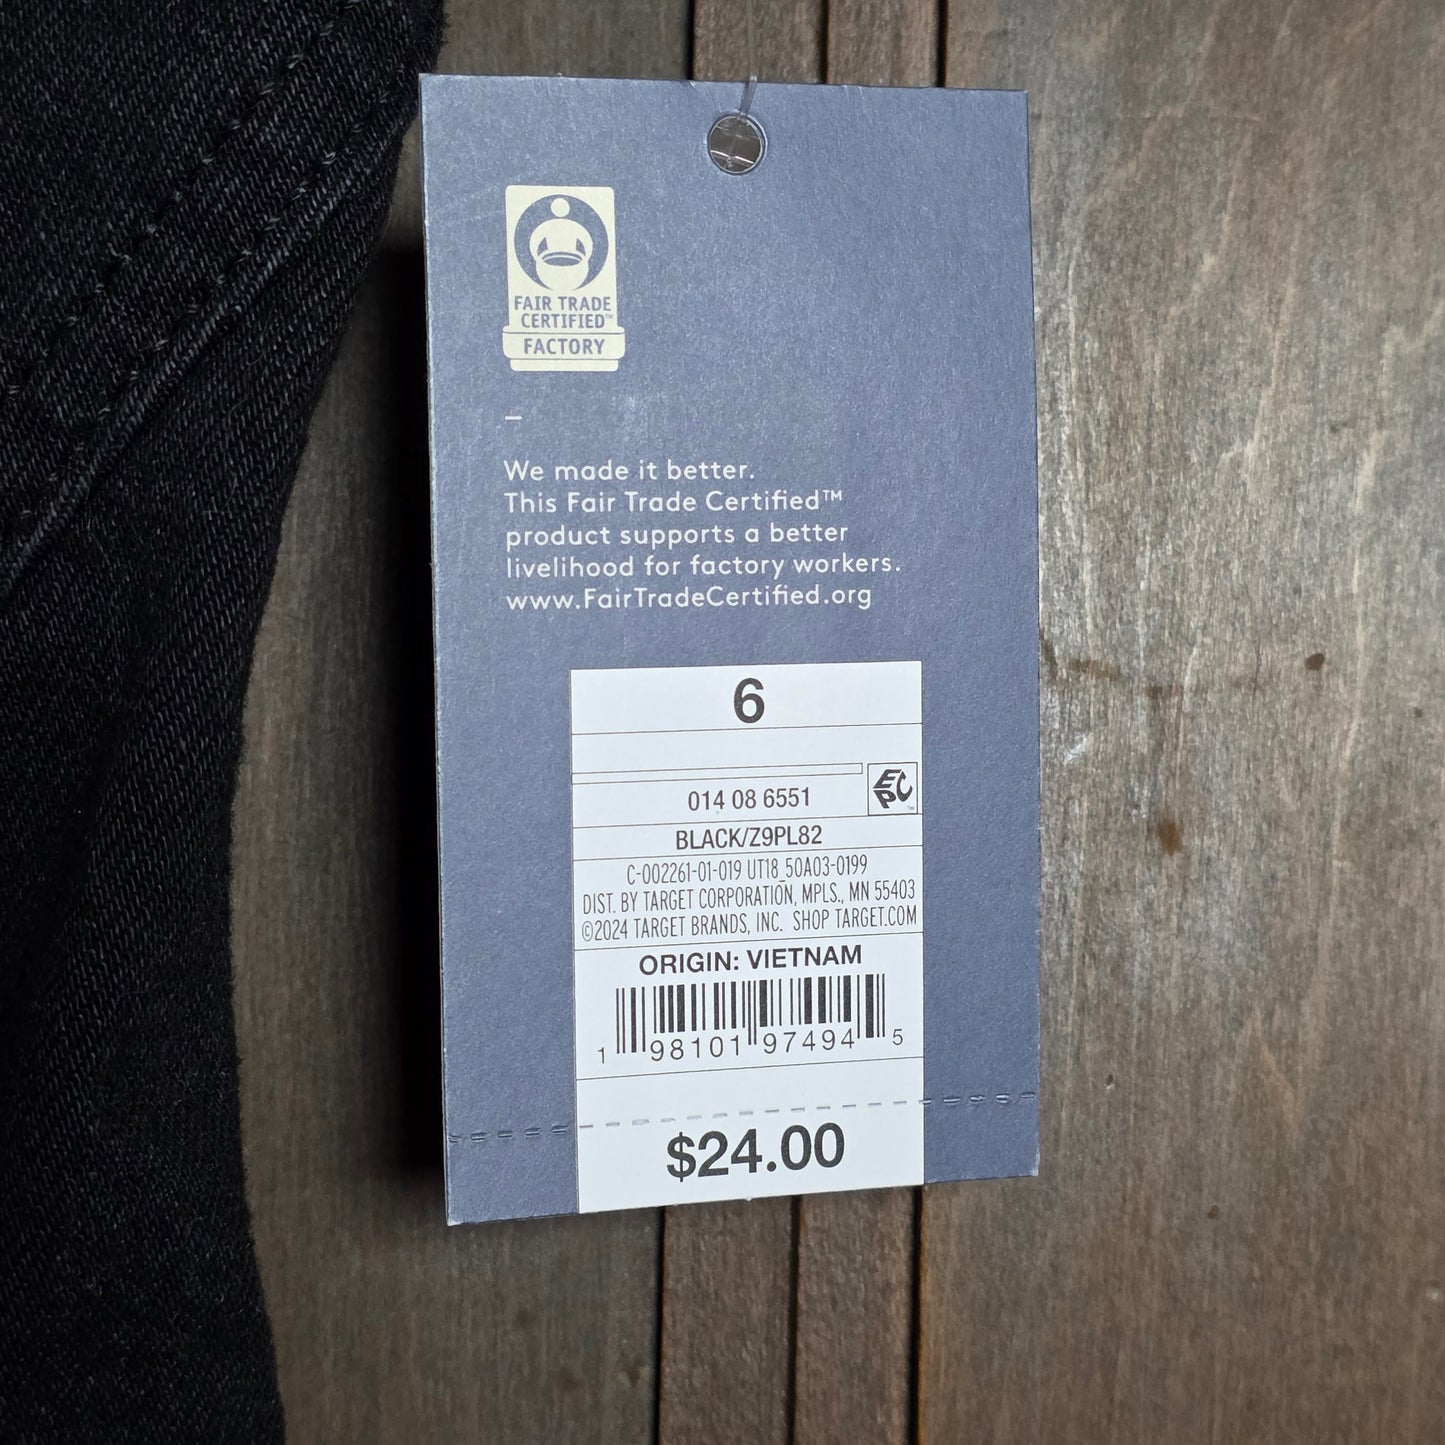 FAIR TRADE
CERTIFIED™
FACTORY
–
We made it better.
This Fair Trade Certified™
product supports a better
livelihood for factory workers.
www.FairTradeCertified.org
6
EPC™
014 08 6551
BLACK/Z9PL82
C-002261-01-019 UT18_50A03-0199
DIST. BY TARGET CORPORATION, MPLS., MN 55403
©2024 TARGET BRANDS, INC. SHOP TARGET.COM
ORIGIN: VIETNAM
1 98101 97494 5
$24.00